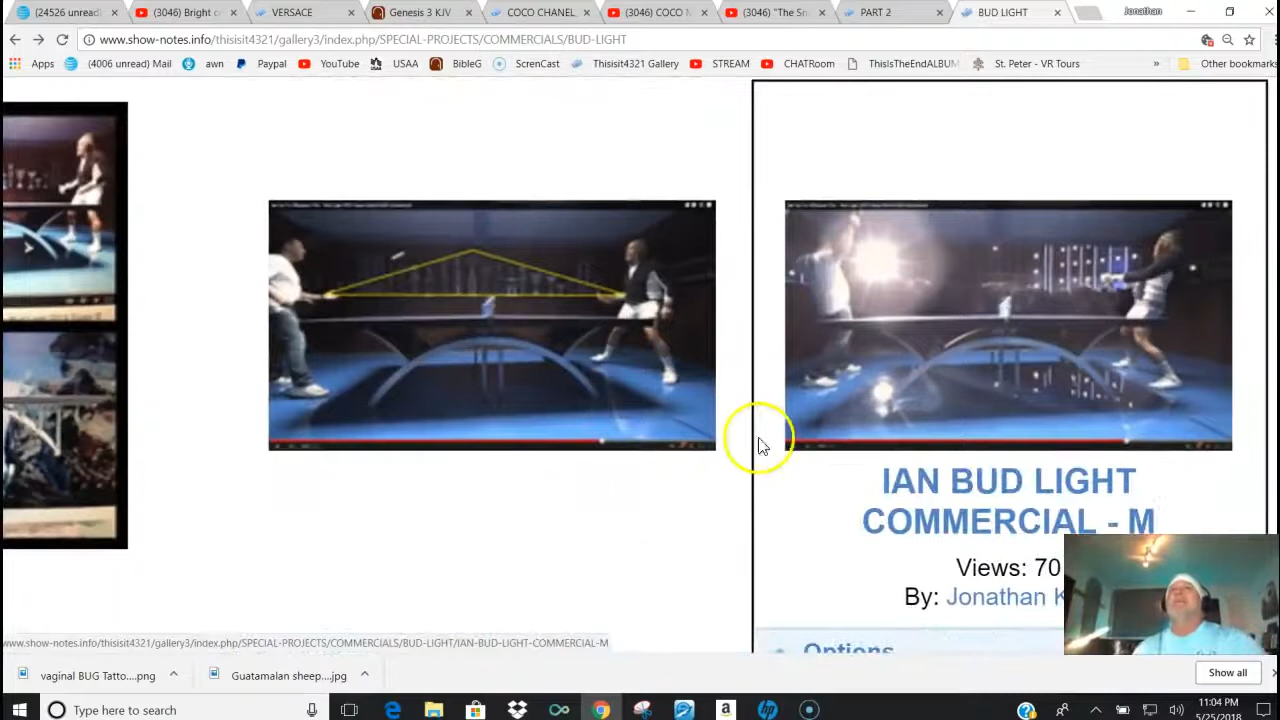 (24526 unread)
(3046) Bright c
VERSACE
Genesis 3 KJV
COCO CHANEL
(3046) COCO
(3046) "The Sn
PART 2
BUD LIGHT
Jonathan
www.show-notes.info/thisisit4321/gallery3/index.php/SPECIAL-PROJECTS/COMMERCIALS/BUD-LIGHT
Apps
(4006 unread) Mail
awn
Paypal
YouTube
USAA
BibleG
ScrenCast
Thisisit4321 Gallery
STREAM
CHATRoom
ThisIsTheEndALBUM
St. Peter - VR Tours
»
Other bookmarks
IAN BUD LIGHT
COMMERCIAL - M
Views: 70
By: Jonathan K
Options
www.show-notes.info/thisisit4321/gallery3/index.php/SPECIAL-PROJECTS/COMMERCIALS/BUD-LIGHT/IAN-BUD-LIGHT-COMMERCIAL-M
vaginal BUG Tatto....png
Guatamalan sheep....jpg
Show all
Type here to search
11:04 PM
5/25/2018